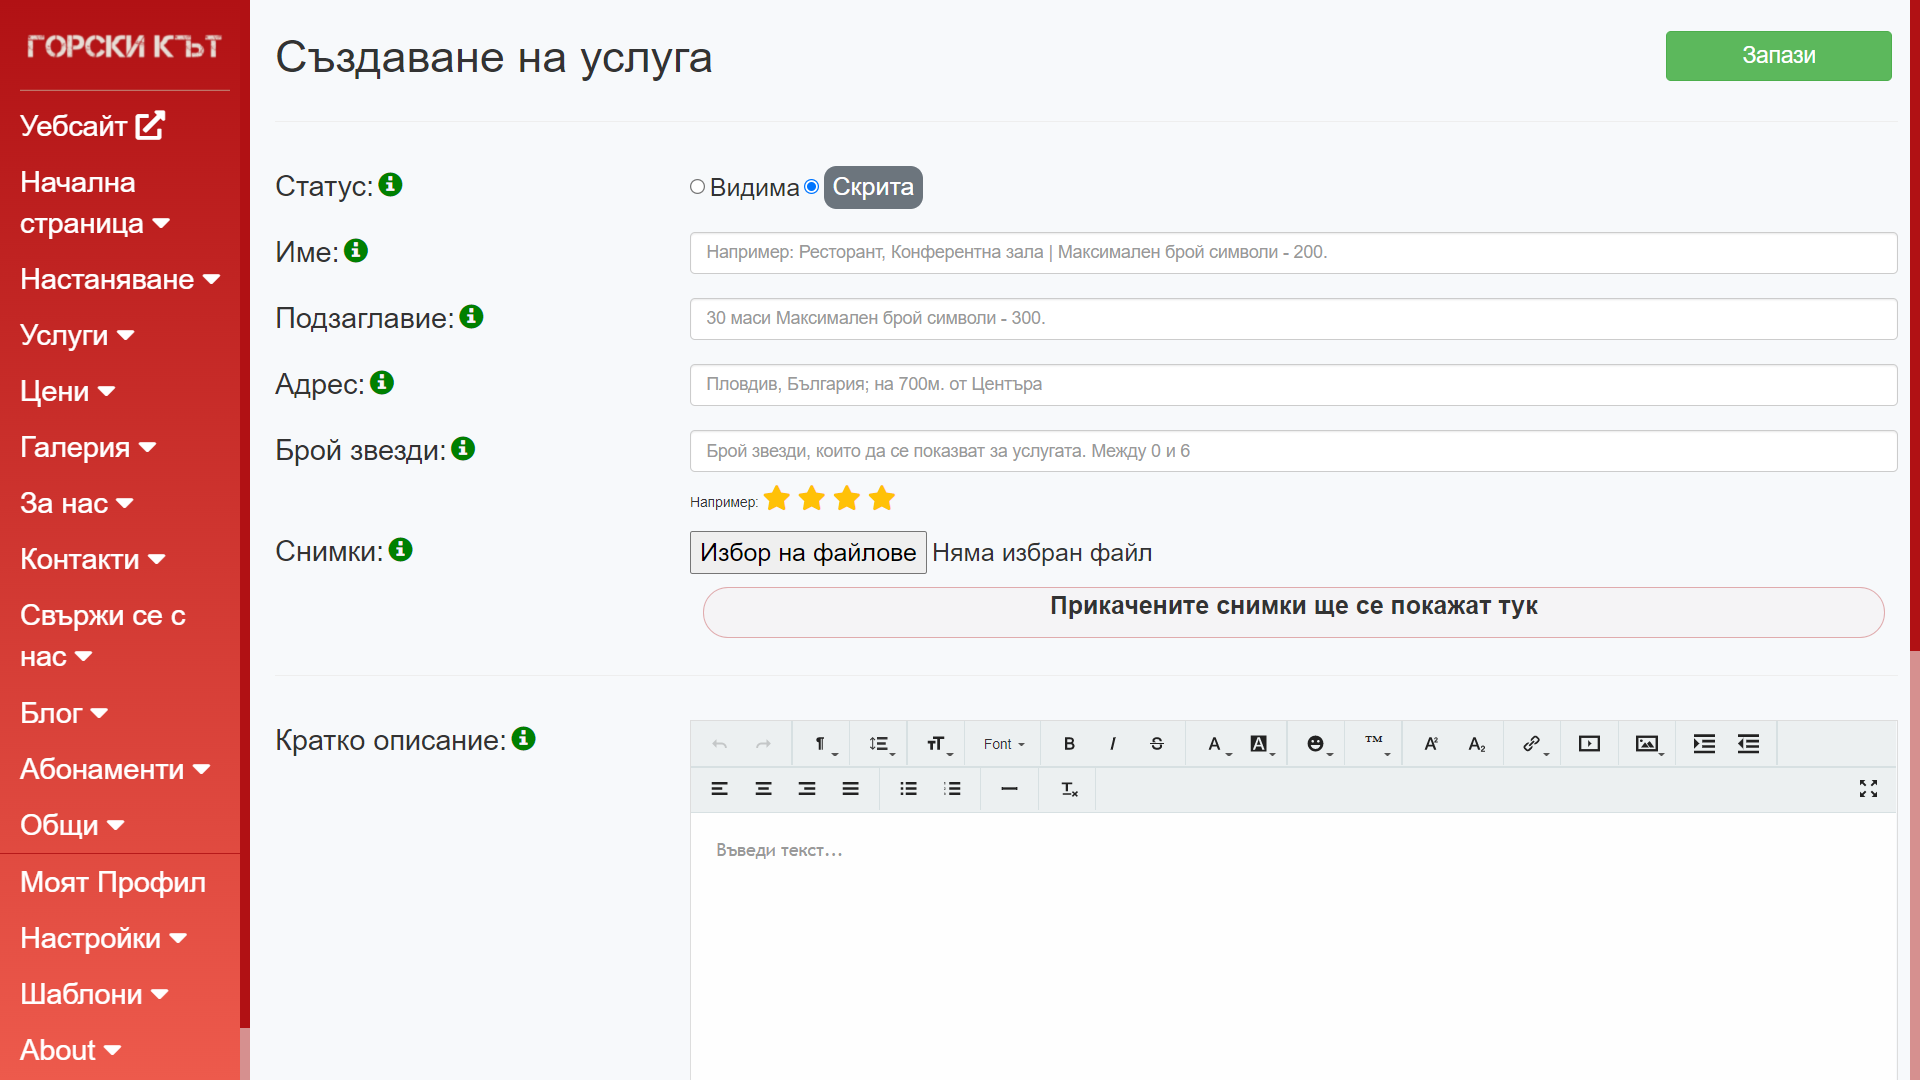 ГОРСКИ КЪТ
Уебсайт
Начална
страница
Настаняване
Услуги
Цени
Галерия
За нас
Контакти
Свържи се с
нас
Блог
Абонаменти
Общи
Моят Профил
Настройки
Шаблони
About
Създаване на услуга
Запази
Статус:
Видима Скрита
Име:
Например: Ресторант, Конферентна зала | Максимален брой символи - 200.
Подзаглавие:
30 маси Максимален брой символи - 300.
Адрес:
Пловдив, България; на 700м. от Центъра
Брой звезди:
Брой звезди, които да се показват за услугата. Между 0 и 6
Например:
Снимки:
Избор на файлове Няма избран файл
Прикачените снимки ще се покажат тук
Кратко описание:
Font
Въведи текст...